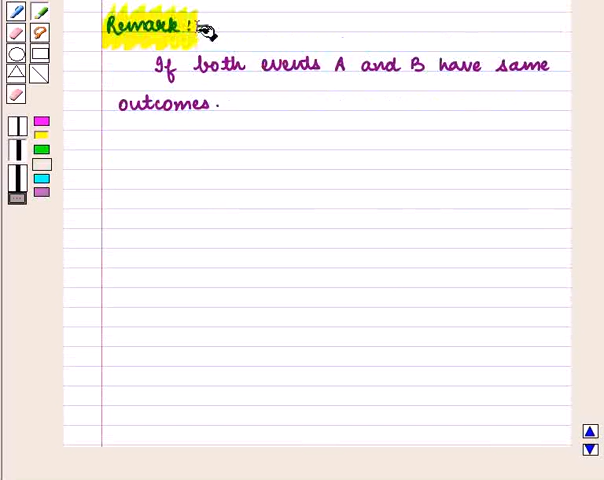 Remark :-
If both events A and B have same
outcomes.